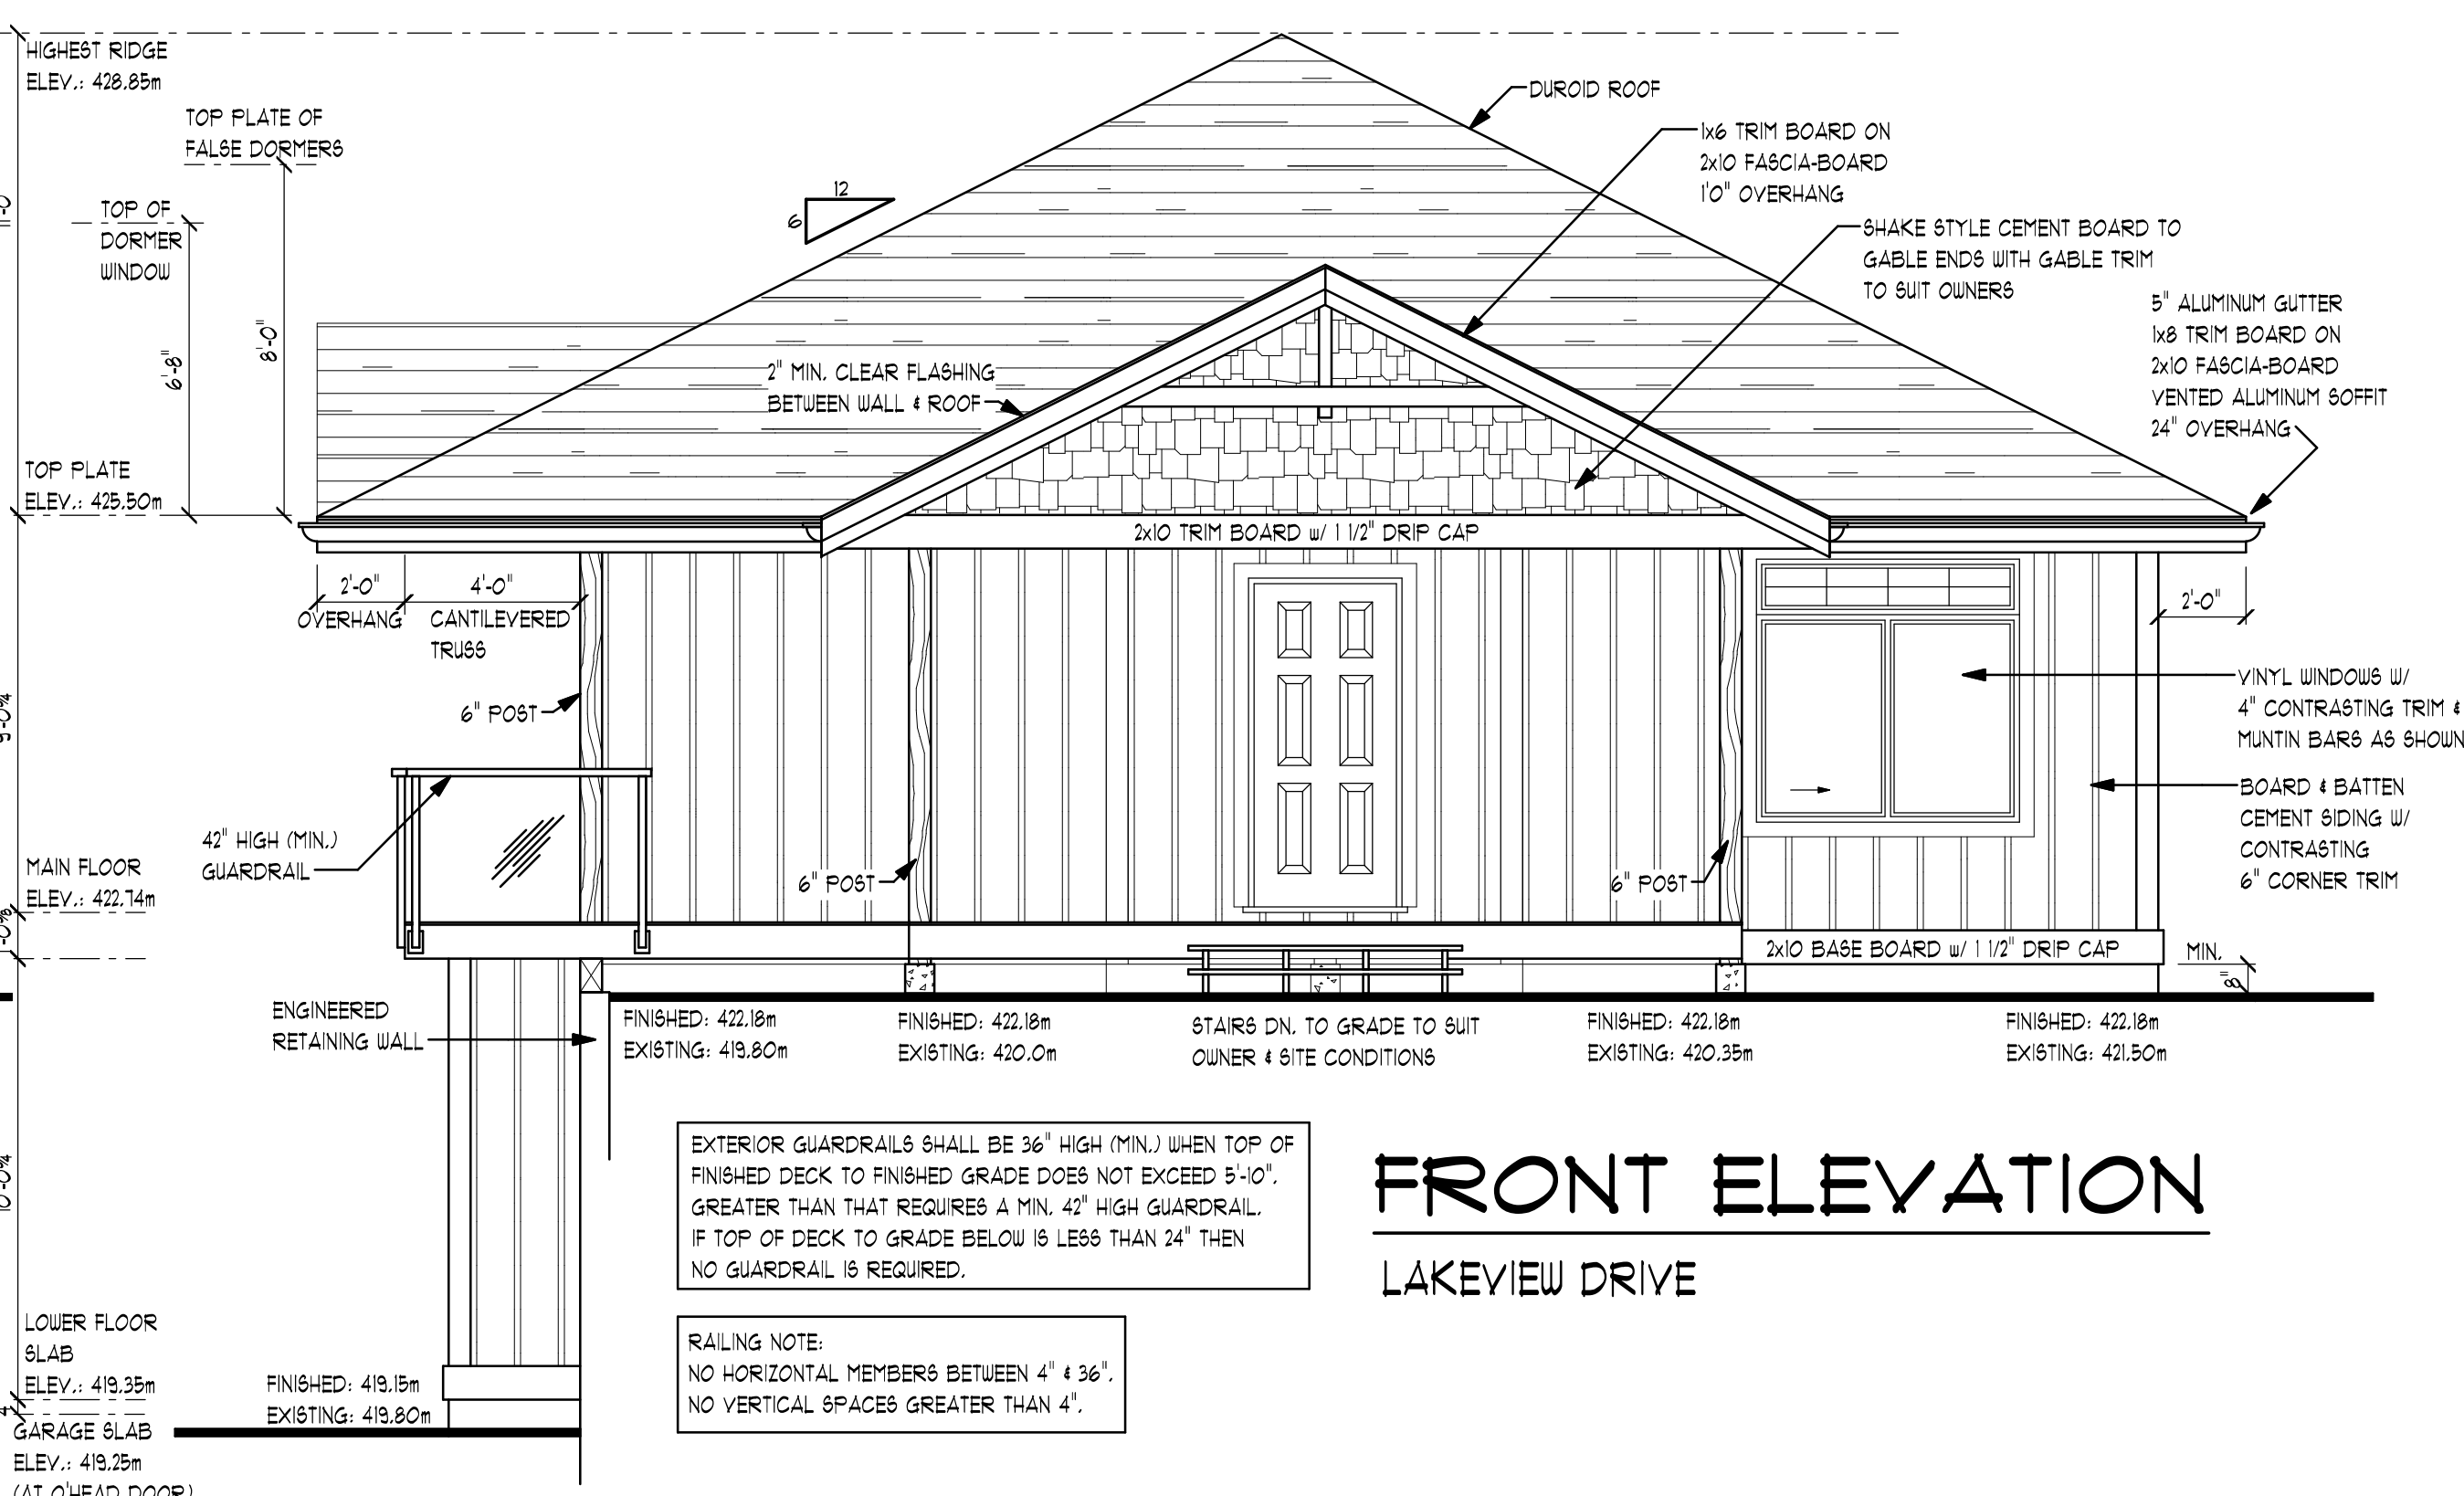 HIGHEST RIDGE
ELEV.: 428.85m
TOP PLATE OF
FALSE DORMERS
TOP OF
DORMER
WINDOW
6'-8"
8'-0"
11'-0
12
6
DUROID ROOF
1x6 TRIM BOARD ON
2x10 FASCIA-BOARD
1'0" OVERHANG
SHAKE STYLE CEMENT BOARD TO
GABLE ENDS WITH GABLE TRIM
TO SUIT OWNERS
5" ALUMINUM GUTTER
1x8 TRIM BOARD ON
2x10 FASCIA-BOARD
VENTED ALUMINUM SOFFIT
24" OVERHANG
2" MIN. CLEAR FLASHING
BETWEEN WALL & ROOF
TOP PLATE
ELEV.: 425.50m
2x10 TRIM BOARD w/ 1 1/2" DRIP CAP
2'-0"
OVERHANG
4'-0"
CANTILEVERED
TRUSS
2'-0"
6" POST
VINYL WINDOWS W/
4" CONTRASTING TRIM &
MUNTIN BARS AS SHOWN
9'-0¾
BOARD & BATTEN
CEMENT SIDING W/
CONTRASTING
6" CORNER TRIM
42" HIGH (MIN.)
GUARDRAIL
MAIN FLOOR
ELEV.: 422.74m
6" POST
6" POST
2x10 BASE BOARD w/ 1 1/2" DRIP CAP
MIN.
8"
ENGINEERED
RETAINING WALL
FINISHED: 422.18m
EXISTING: 419.80m
FINISHED: 422.18m
EXISTING: 420.0m
STAIRS DN. TO GRADE TO SUIT
OWNER & SITE CONDITIONS
FINISHED: 422.18m
EXISTING: 420.35m
FINISHED: 422.18m
EXISTING: 421.50m
10'-0¾
EXTERIOR GUARDRAILS SHALL BE 36" HIGH (MIN.) WHEN TOP OF
FINISHED DECK TO FINISHED GRADE DOES NOT EXCEED 5'-10".
GREATER THAN THAT REQUIRES A MIN. 42" HIGH GUARDRAIL.
IF TOP OF DECK TO GRADE BELOW IS LESS THAN 24" THEN
NO GUARDRAIL IS REQUIRED.
FRONT ELEVATION
LAKEVIEW DRIVE
RAILING NOTE:
NO HORIZONTAL MEMBERS BETWEEN 4" & 36".
NO VERTICAL SPACES GREATER THAN 4".
LOWER FLOOR
SLAB
ELEV.: 419.35m
FINISHED: 419.15m
EXISTING: 419.80m
GARAGE SLAB
ELEV.: 419.25m
(AT O'HEAD DOOR)